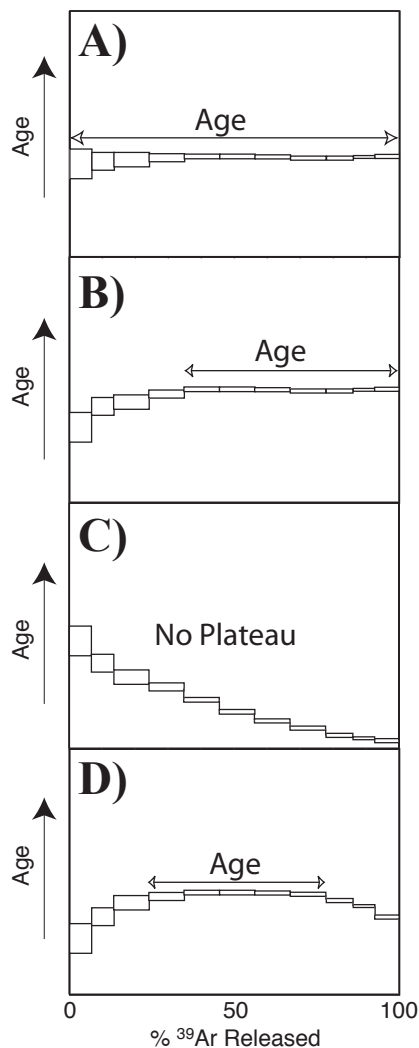 A)
Age
Age
B)
Age
Age
C)
No Plateau
Age
D)
Age
Age
0
50
100
% ³⁹Ar Released